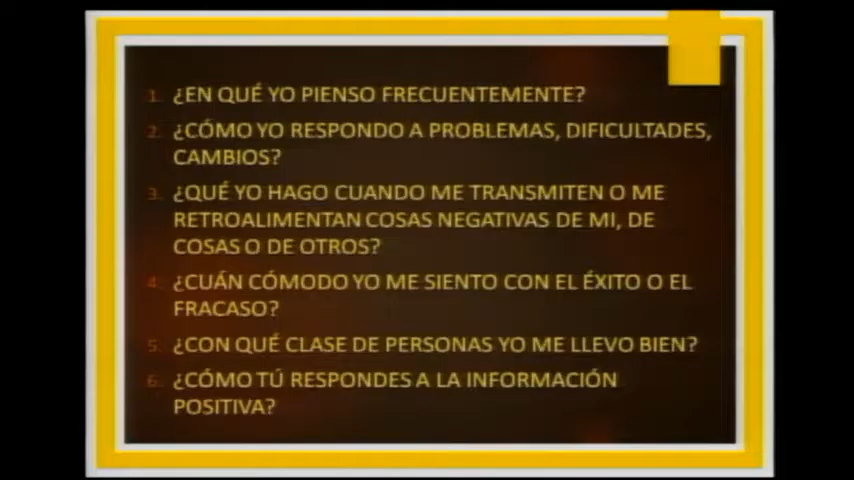 1. ¿EN QUÉ YO PIENSO FRECUENTEMENTE?
2. ¿CÓMO YO RESPONDO A PROBLEMAS, DIFICULTADES,
CAMBIOS?
3. ¿QUÉ YO HAGO CUANDO ME TRANSMITEN O ME
RETROALIMENTAN COSAS NEGATIVAS DE MI, DE
COSAS O DE OTROS?
4. ¿CUÁN CÓMODO YO ME SIENTO CON EL ÉXITO O EL
FRACASO?
5. ¿CON QUÉ CLASE DE PERSONAS YO ME LLEVO BIEN?
6. ¿CÓMO TÚ RESPONDES A LA INFORMACIÓN
POSITIVA?